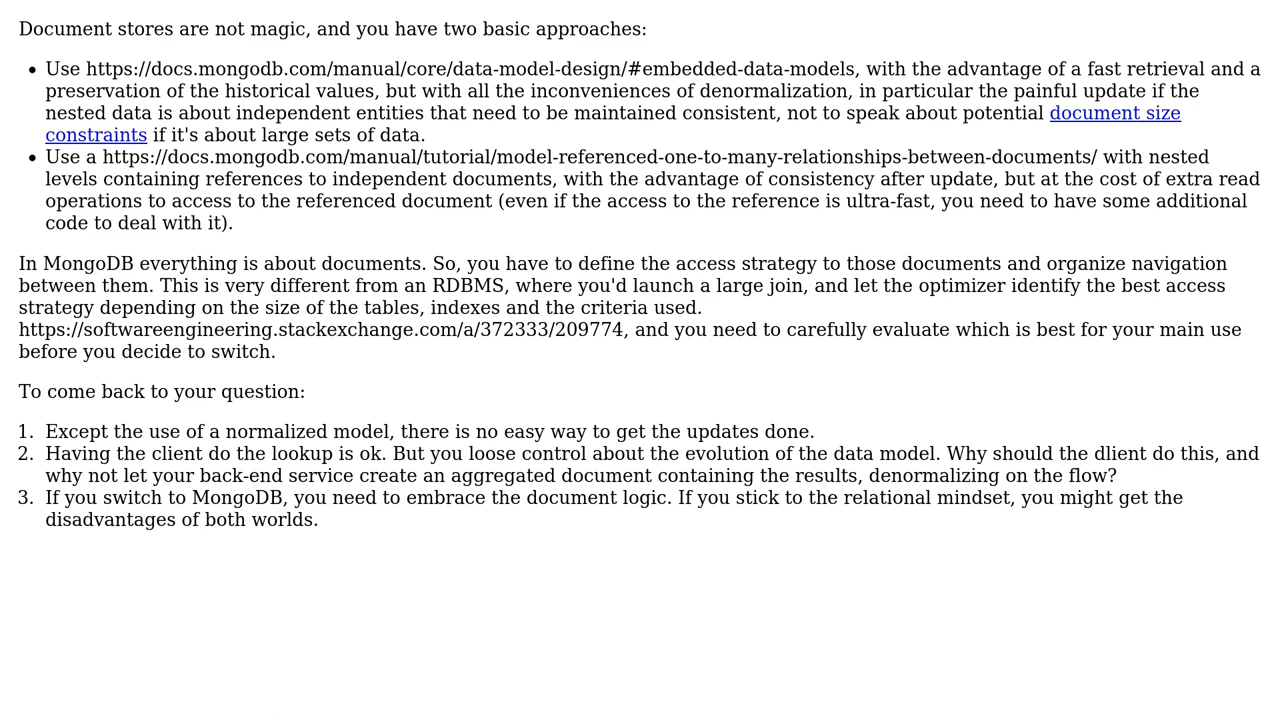 Document stores are not magic, and you have two basic approaches:
• Use https://docs.mongodb.com/manual/core/data-model-design/#embedded-data-models, with the advantage of a fast retrieval and a
preservation of the historical values, but with all the inconveniences of denormalization, in particular the painful update if the
nested data is about independent entities that need to be maintained consistent, not to speak about potential document size
constraints if it's about large sets of data.
• Use a https://docs.mongodb.com/manual/tutorial/model-referenced-one-to-many-relationships-between-documents/ with nested
levels containing references to independent documents, with the advantage of consistency after update, but at the cost of extra read
operations to access to the referenced document (even if the access to the reference is ultra-fast, you need to have some additional
code to deal with it).
In MongoDB everything is about documents. So, you have to define the access strategy to those documents and organize navigation
between them. This is very different from an RDBMS, where you'd launch a large join, and let the optimizer identify the best access
strategy depending on the size of the tables, indexes and the criteria used.
https://softwareengineering.stackexchange.com/a/372333/209774, and you need to carefully evaluate which is best for your main use
before you decide to switch.
To come back to your question:
1. Except the use of a normalized model, there is no easy way to get the updates done.
2. Having the client do the lookup is ok. But you loose control about the evolution of the data model. Why should the dlient do this, and
why not let your back-end service create an aggregated document containing the results, denormalizing on the flow?
3. If you switch to MongoDB, you need to embrace the document logic. If you stick to the relational mindset, you might get the
disadvantages of both worlds.